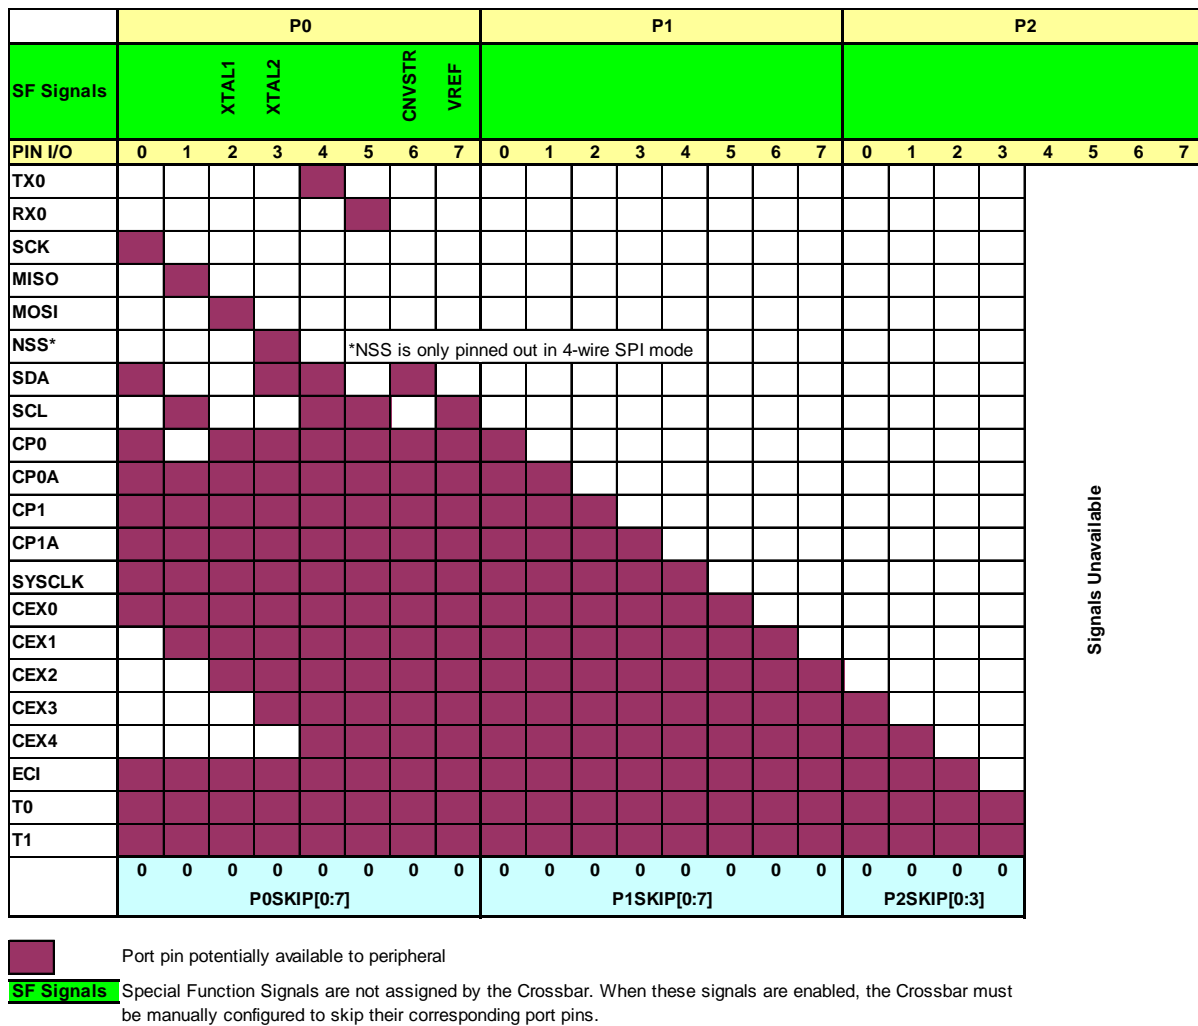 P0 P1 P2
SF Signals XTAL1 XTAL2 CNVSTR VREF
PIN I/O 0 1 2 3 4 5 6 7 0 1 2 3 4 5 6 7 0 1 2 3 4 5 6 7
TX0
RX0
SCK
MISO
MOSI
NSS* *NSS is only pinned out in 4-wire SPI mode
SDA
SCL
CP0
CP0A
CP1
CP1A
SYSCLK
CEX0
CEX1
CEX2
CEX3
CEX4
ECI
T0
T1
Signals Unavailable
0 0 0 0 0 0 0 0 0 0 0 0 0 0 0 0 0 0 0 0
P0SKIP[0:7] P1SKIP[0:7] P2SKIP[0:3]
Port pin potentially available to peripheral
SF Signals Special Function Signals are not assigned by the Crossbar. When these signals are enabled, the Crossbar must
be manually configured to skip their corresponding port pins.